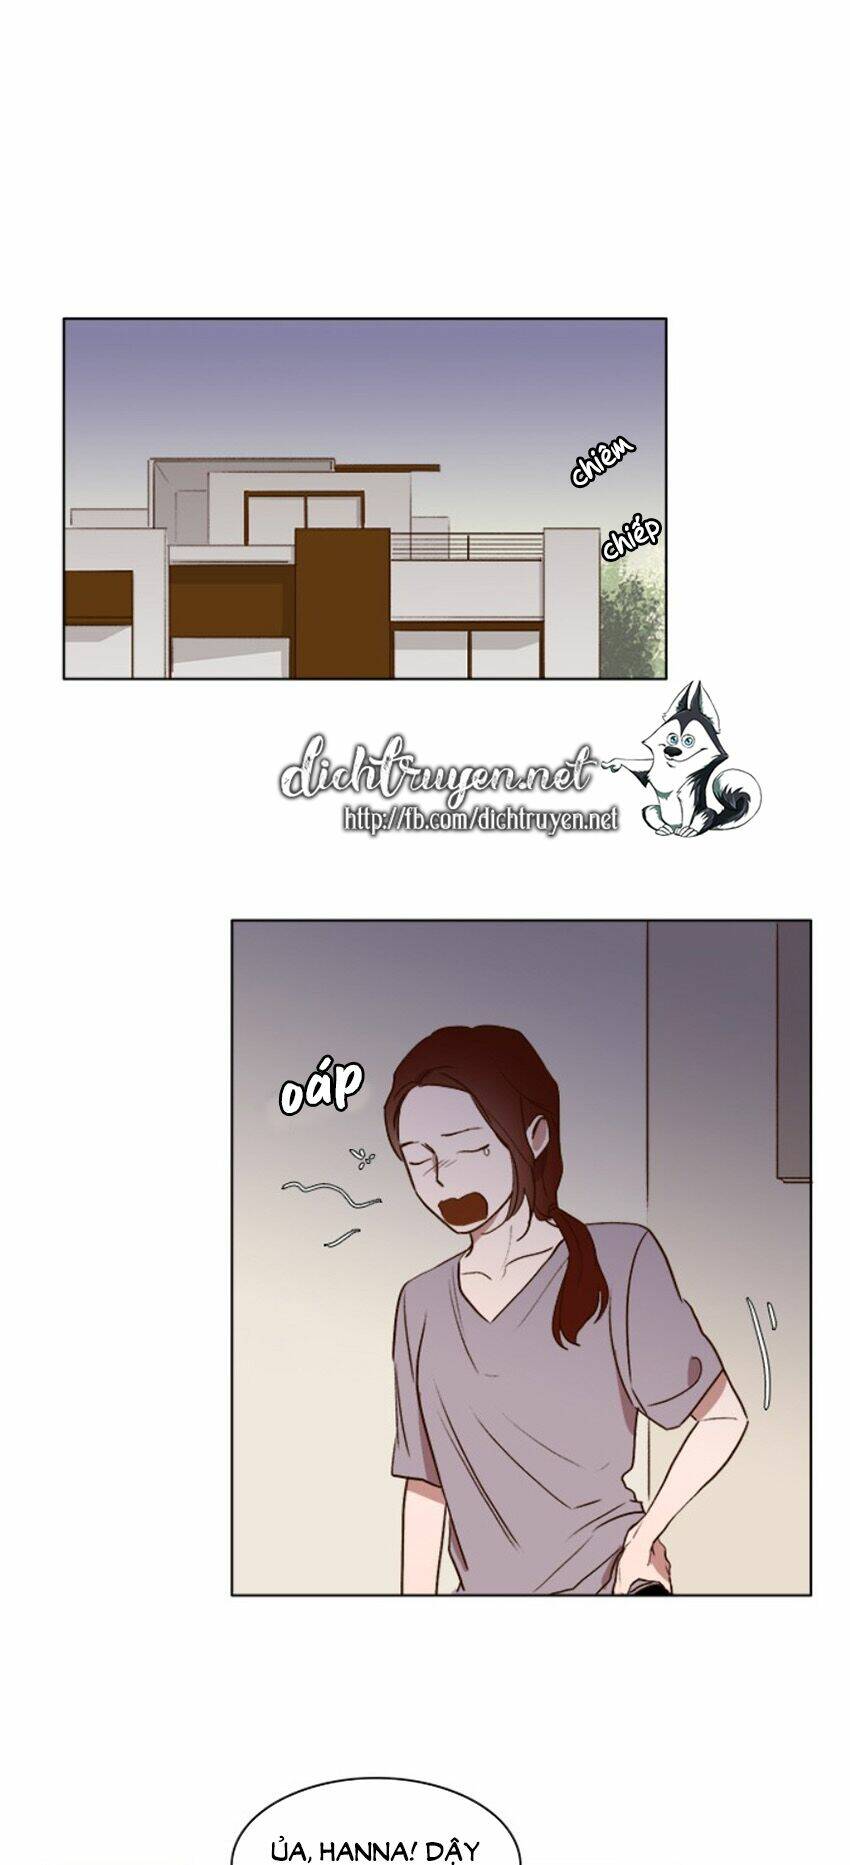 chiêm
chiếp
dichtruyen.net
http://fb.com/dichtruyen.net
oáp
ỦA, HANNA! DẬY